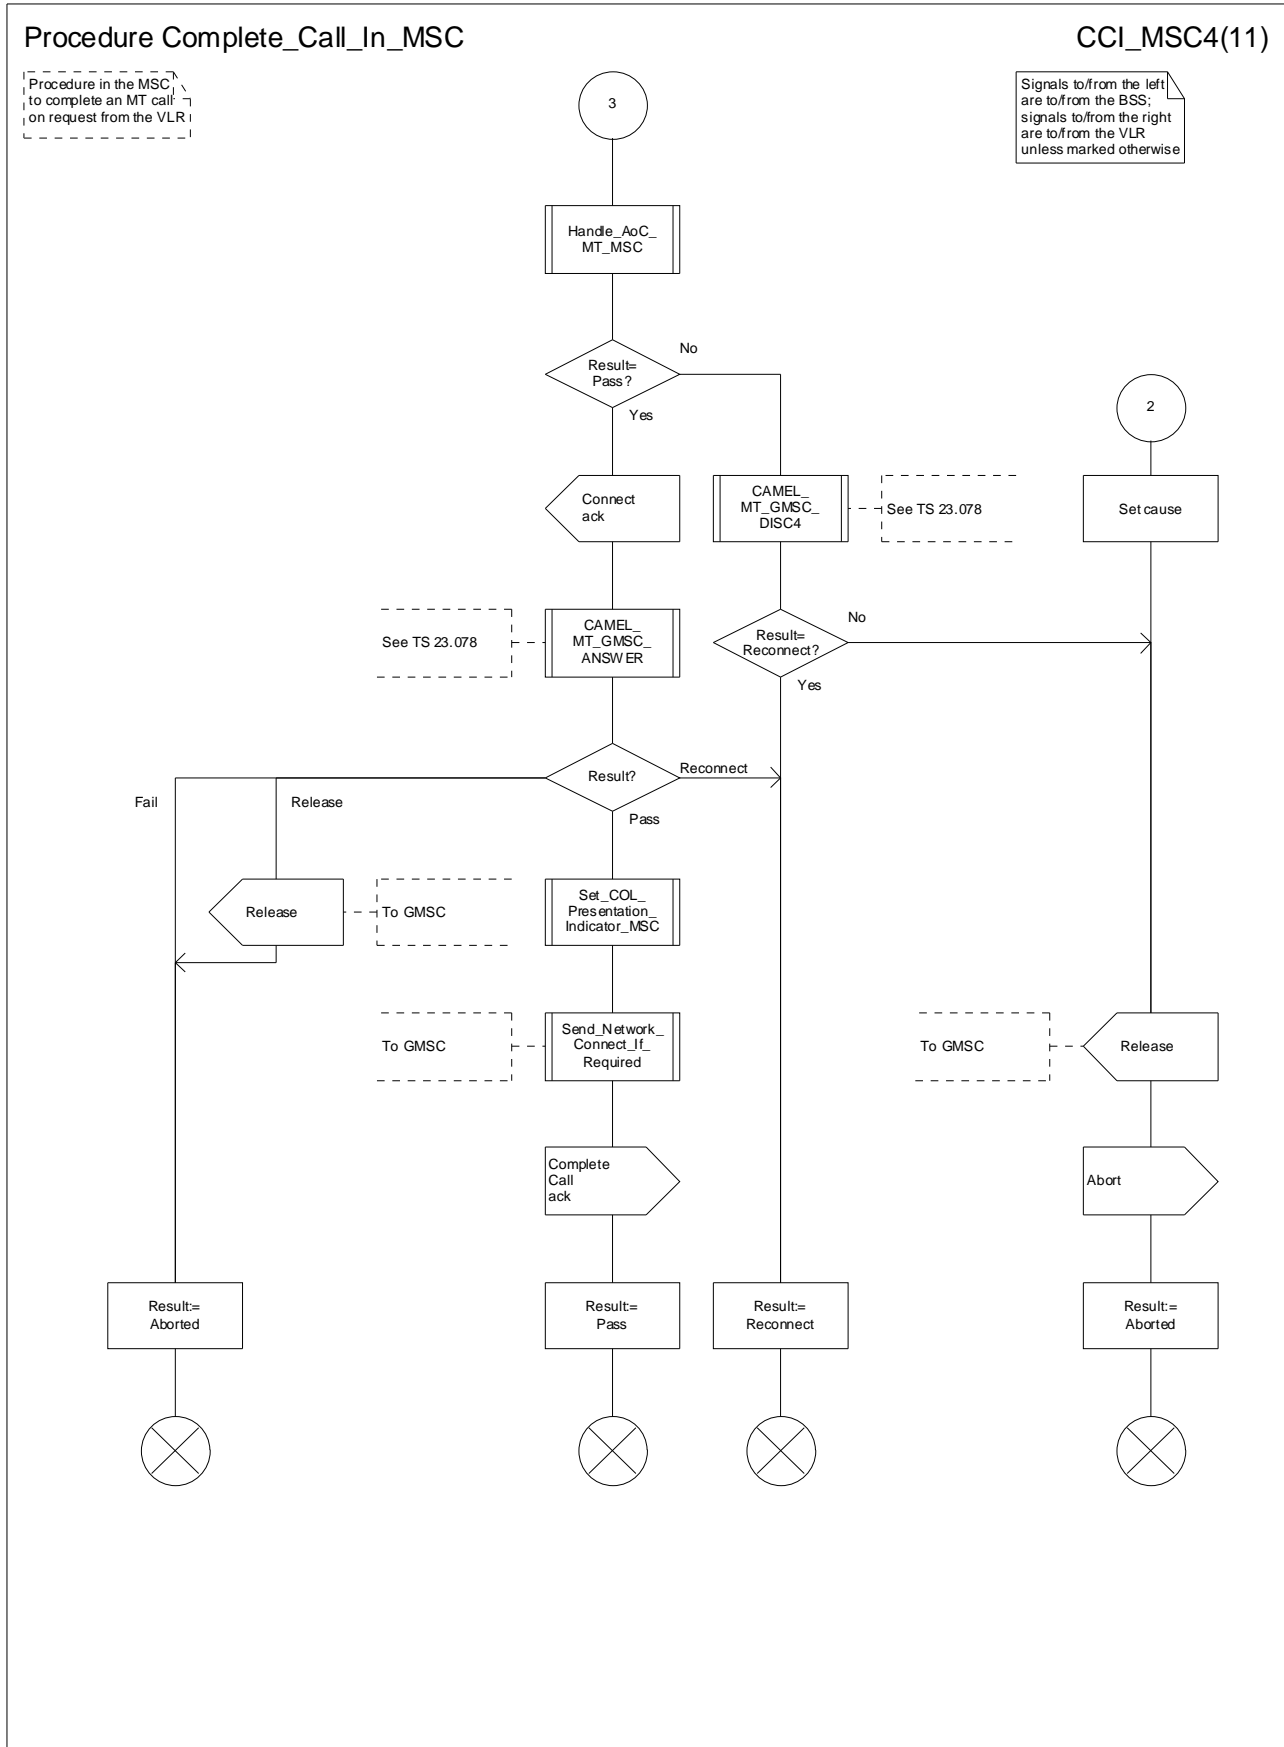 Procedure Complete_Call_In_MSC
CCI_MSC4(11)
Procedure in the MSC
to complete an MT call
on request from the VLR
Signals to/from the left
are to/from the BSS;
signals to/from the right
are to/from the VLR
unless marked otherwise
3
Handle_AoC_
MT_MSC
Result=
Pass?
No
Yes
2
Connect
ack
CAMEL_
MT_GMSC_
DISC4
See TS 23.078
Set cause
See TS 23.078
CAMEL_
MT_GMSC_
ANSWER
Result=
Reconnect?
No
Yes
Result?
Reconnect
Fail
Release
Pass
Release
To GMSC
Set_COL_
Presentation_
Indicator_MSC
To GMSC
Send_Network_
Connect_If_
Required
To GMSC
Release
Complete
Call
ack
Abort
Result:=
Aborted
Result:=
Pass
Result:=
Reconnect
Result:=
Aborted